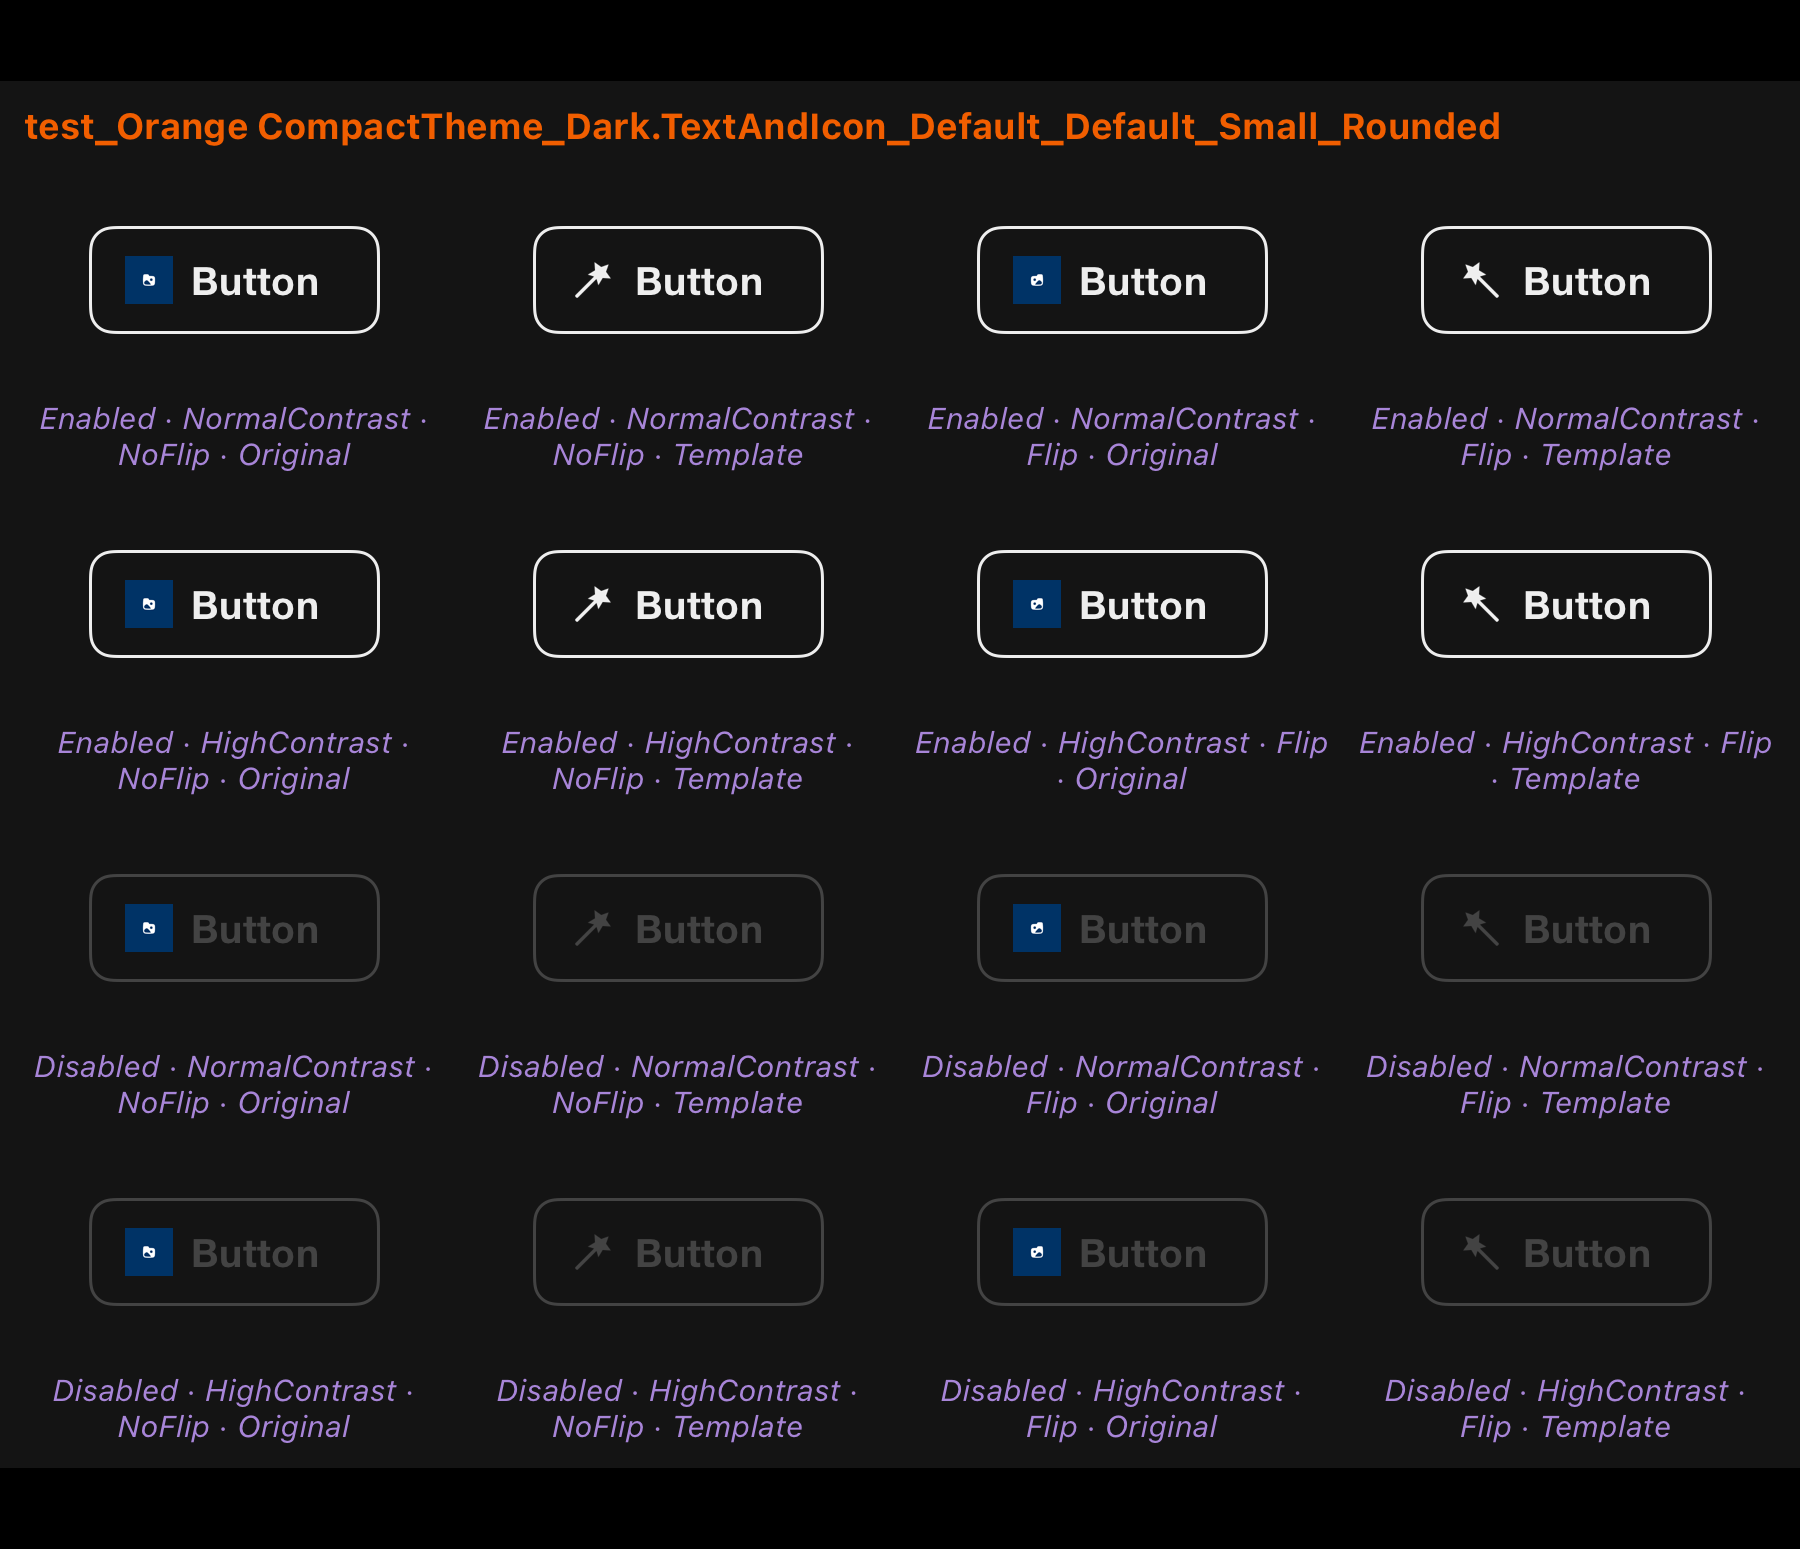 test_Orange CompactTheme_Dark.TextAndIcon_Default_Default_Small_Rounded
Button
Button
Button
Button
Enabled · NormalContrast ·
NoFlip · Original
Enabled · NormalContrast ·
NoFlip · Template
Enabled · NormalContrast ·
Flip · Original
Enabled · NormalContrast ·
Flip · Template
Button
Button
Button
Button
Enabled · HighContrast ·
NoFlip · Original
Enabled · HighContrast ·
NoFlip · Template
Enabled · HighContrast · Flip
· Original
Enabled · HighContrast · Flip
· Template
Button
Button
Button
Button
Disabled · NormalContrast ·
NoFlip · Original
Disabled · NormalContrast ·
NoFlip · Template
Disabled · NormalContrast ·
Flip · Original
Disabled · NormalContrast ·
Flip · Template
Button
Button
Button
Button
Disabled · HighContrast ·
NoFlip · Original
Disabled · HighContrast ·
NoFlip · Template
Disabled · HighContrast ·
Flip · Original
Disabled · HighContrast ·
Flip · Template